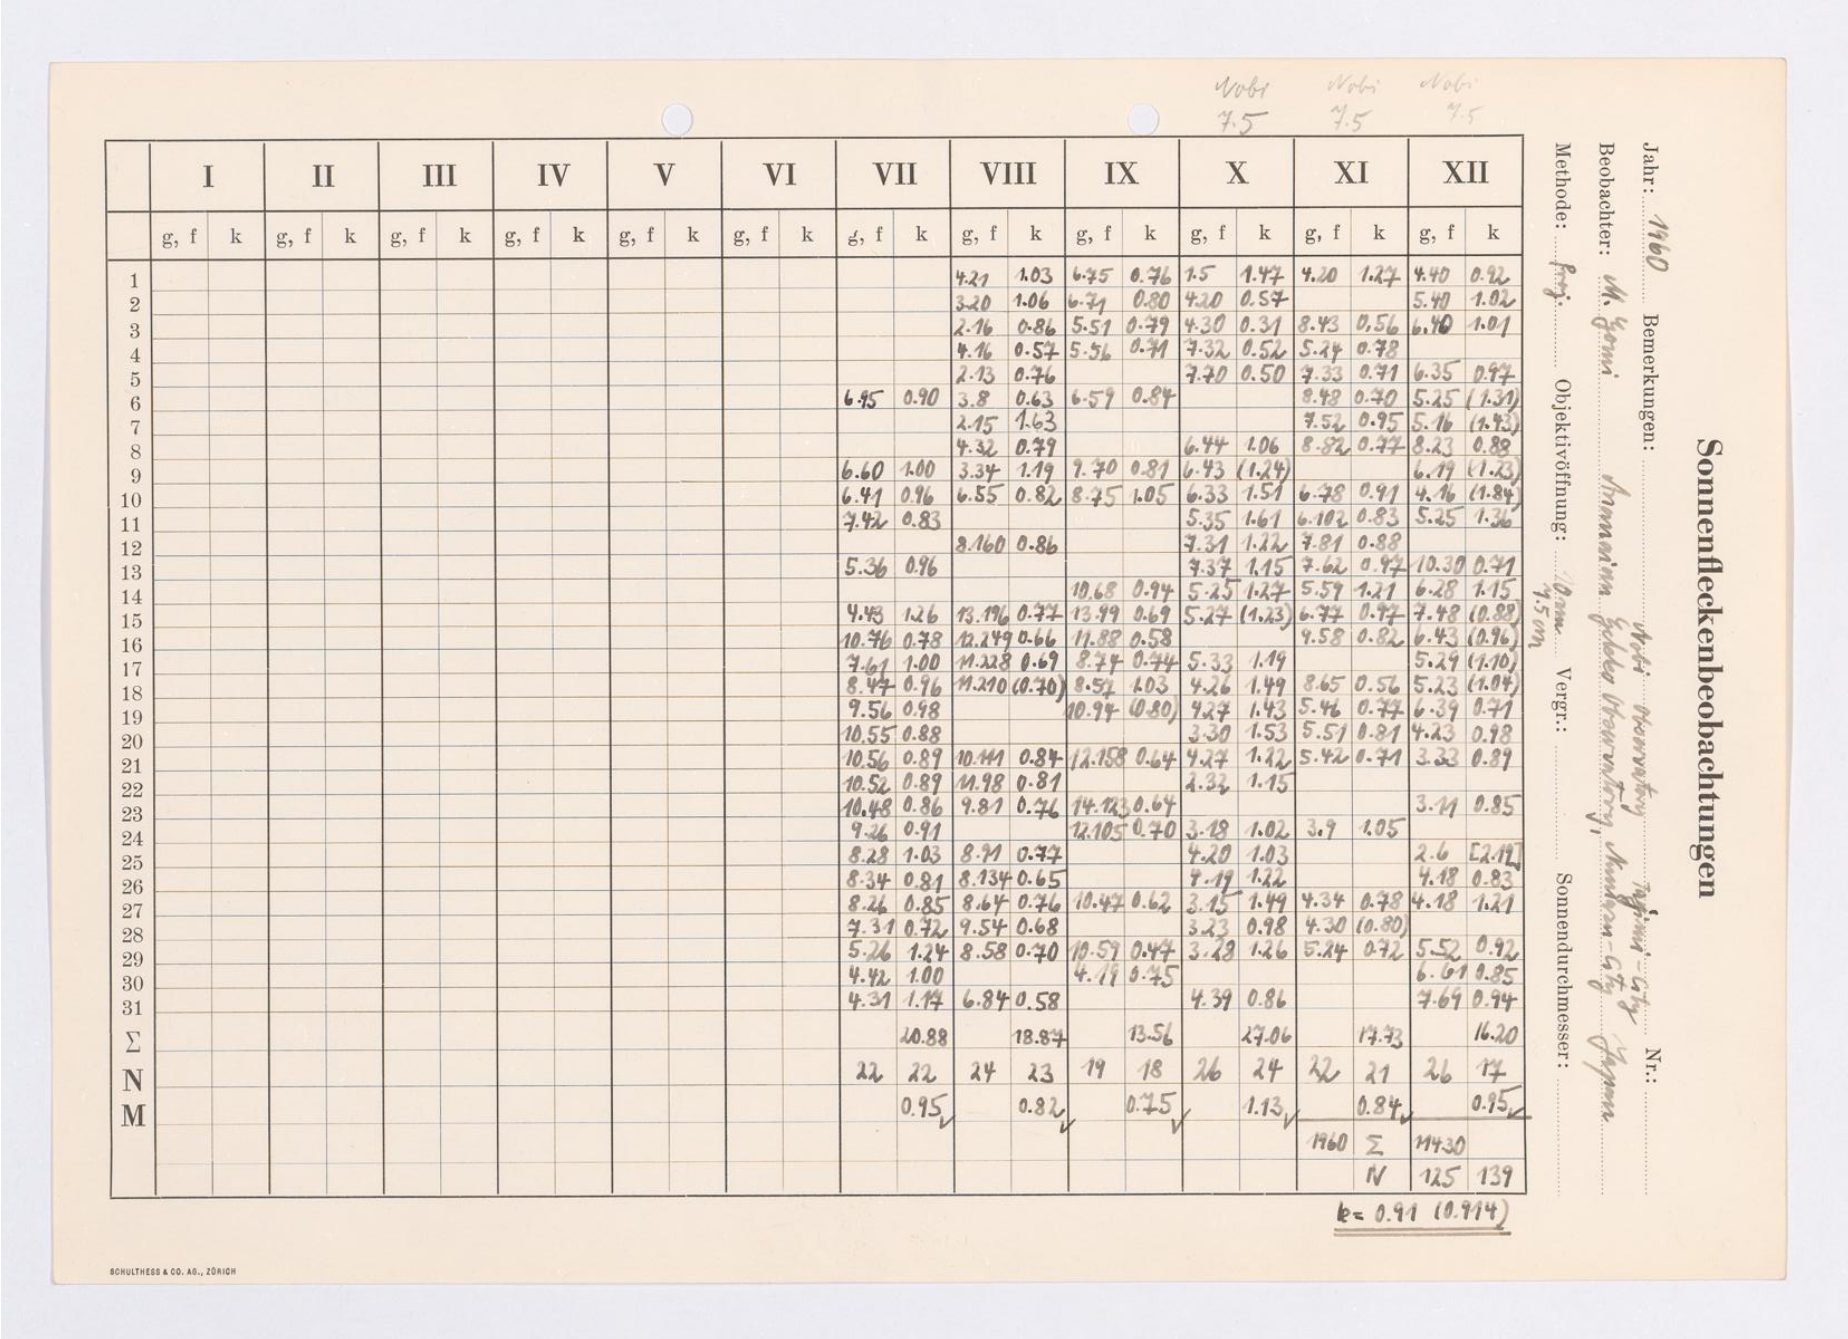 Nobi Nobi Nobi
7.5 7.5 7.5
I II III IV V VI VII VIII IX X XI XII
g, f k g, f k g, f k g, f k g, f k g, f k g, f k g, f k g, f k g, f k g, f k g, f k
1 4.21 1.03 6.75 0.76 1.5 1.47 4.20 1.27 4.40 0.92
2 3.20 1.06 6.71 0.80 4.20 0.57 5.40 1.02
3 2.16 0.86 5.51 0.79 4.30 0.31 8.43 0.56 6.40 1.01
4 4.16 0.57 5.56 0.71 7.32 0.52 5.24 0.78
5 2.13 0.76 7.70 0.50 7.33 0.71 6.35 0.97
6 6.95 0.90 3.8 0.63 6.59 0.84 8.48 0.70 5.25 (1.31)
7 2.15 1.63 7.52 0.95 5.16 (1.43)
8 4.32 0.79 6.44 1.06 8.82 0.77 8.23 0.88
9 6.60 1.00 3.34 1.19 9.70 0.81 6.43 (1.24) 6.19 (1.23)
10 6.41 0.96 6.55 0.82 8.75 1.05 6.33 1.51 6.78 0.91 4.16 (1.84)
11 7.42 0.83 5.35 1.61 6.102 0.83 5.25 1.36
12 8.160 0.86 7.31 1.22 7.81 0.88
13 5.36 0.96 7.37 1.15 7.62 0.97 10.30 0.71
14 10.68 0.94 5.25 1.27 5.59 1.21 6.28 1.15
15 4.43 1.26 13.196 0.77 13.99 0.69 5.27 (1.23) 6.77 0.97 7.48 (0.88)
16 10.76 0.78 12.249 0.66 11.88 0.58 9.58 0.82 6.43 (0.96)
17 7.61 1.00 11.228 0.69 8.74 0.74 5.33 1.19 5.29 (1.10)
18 8.47 0.96 11.210 (0.70) 8.57 1.03 4.26 1.49 8.65 0.56 5.23 (1.04)
19 9.56 0.98 10.94 (0.80) 4.27 1.43 5.46 0.77 6.39 0.71
20 10.55 0.88 3.30 1.53 5.51 0.81 4.23 0.98
21 10.56 0.89 10.111 0.84 12.158 0.64 4.27 1.22 5.42 0.71 3.33 0.89
22 10.52 0.89 11.98 0.81 2.32 1.15
23 10.48 0.86 9.81 0.76 14.123 0.64 3.11 0.85
24 9.26 0.91 12.105 0.70 3.18 1.02 3.9 1.05
25 8.28 1.03 8.91 0.77 4.20 1.03 2.6 [2.19]
26 8.34 0.81 8.134 0.65 4.19 1.22 4.18 0.83
27 8.26 0.85 8.64 0.76 10.47 0.62 3.15 1.49 4.34 0.78 4.18 1.21
28 7.31 0.72 9.54 0.68 3.23 0.98 4.30 (0.80)
29 5.26 1.24 8.58 0.70 10.59 0.47 3.28 1.26 5.24 0.72 5.52 0.92
30 4.42 1.00 4.19 0.75 6.61 0.85
31 4.31 1.17 6.84 0.58 4.39 0.86 7.69 0.94
Σ 20.88 18.87 13.56 27.06 17.73 16.20
N 22 22 24 23 19 18 26 24 22 21 26 17
M 0.95 0.82 0.75 1.13 0.84 0.95
1960 Σ 114.30
N 125 139
k = 0.91 (0.914)
SCHULTHESS & CO. AG., ZÜRICH
Sonnenfleckenbeobachtungen
Jahr: 1960 Bemerkungen: Nobi Observatory Tajimi-City Nr.:
Beobachter: M. Gomi Observatory, Japan
Methode: Proj. Objektivöffnung: 7.5 cm Vergr.: Sonnendurchmesser: